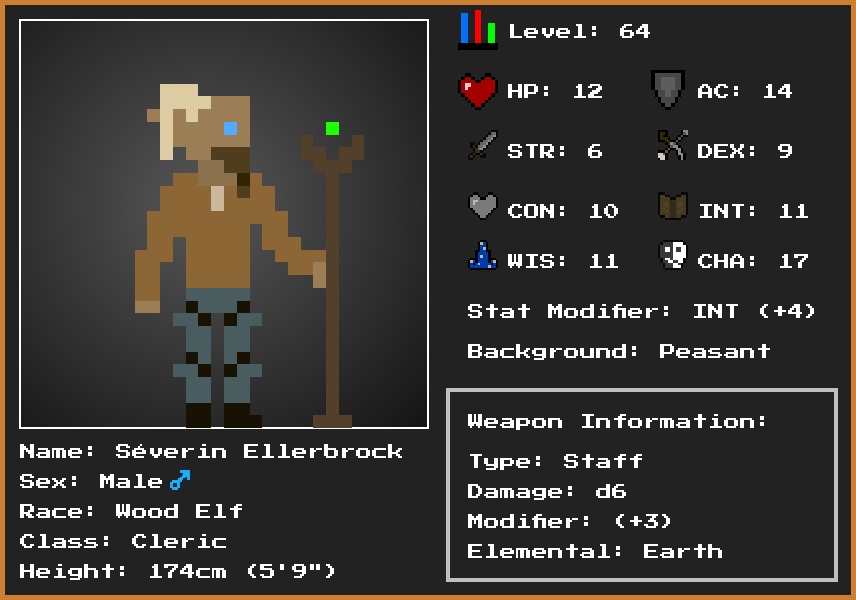 Level: 64
HP: 12 AC: 14
STR: 6 DEX: 9
CON: 10 INT: 11
WIS: 11 CHA: 17
Stat Modifier: INT (+4)
Background: Peasant
Weapon Information:
Type: Staff
Damage: d6
Modifier: (+3)
Elemental: Earth
Name: Séverin Ellerbrock
Sex: Male♂
Race: Wood Elf
Class: Cleric
Height: 174cm (5'9")